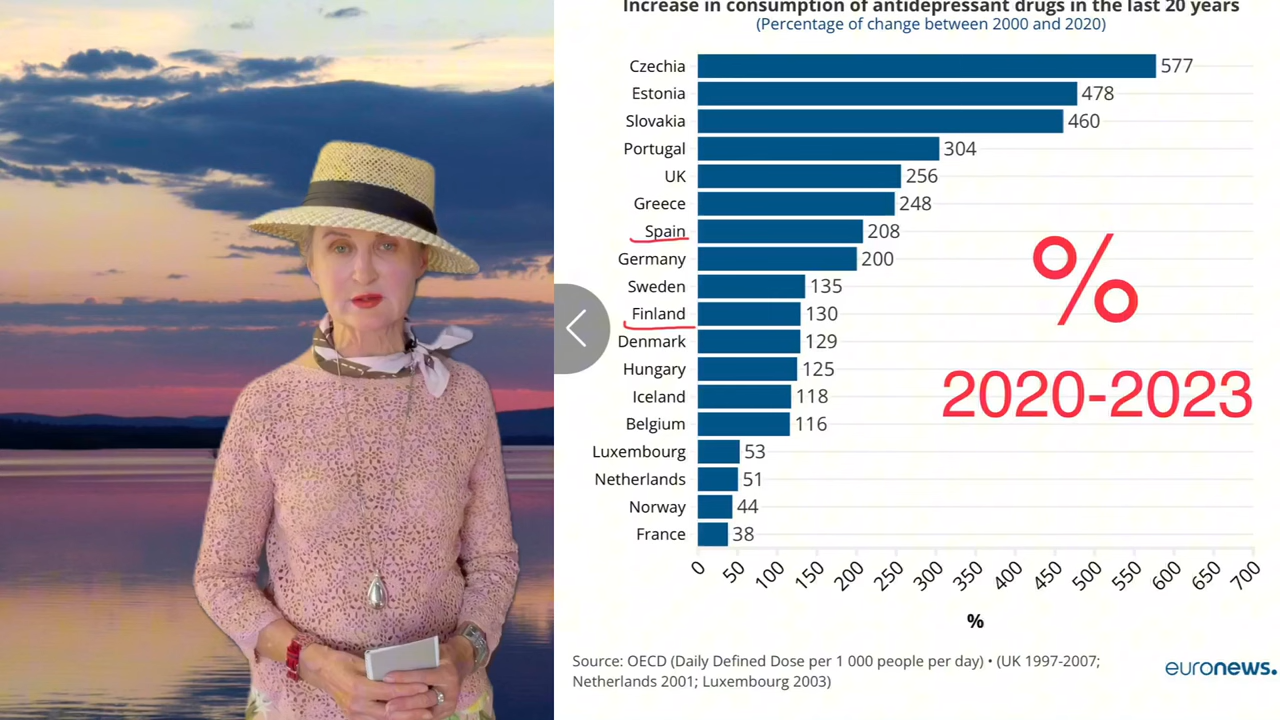 Increase in consumption of antidepressant drugs in the last 20 years
(Percentage of change between 2000 and 2020)
Czechia 577
Estonia 478
Slovakia 460
Portugal 304
UK 256
Greece 248
Spain 208
Germany 200
Sweden 135
Finland 130
Denmark 129
Hungary 125
Iceland 118
Belgium 116
Luxembourg 53
Netherlands 51
Norway 44
France 38
%
2020-2023
0 50 100 150 200 250 300 350 400 450 500 550 600 650 700
%
Source: OECD (Daily Defined Dose per 1 000 people per day) • (UK 1997-2007;
Netherlands 2001; Luxembourg 2003)
euronews.